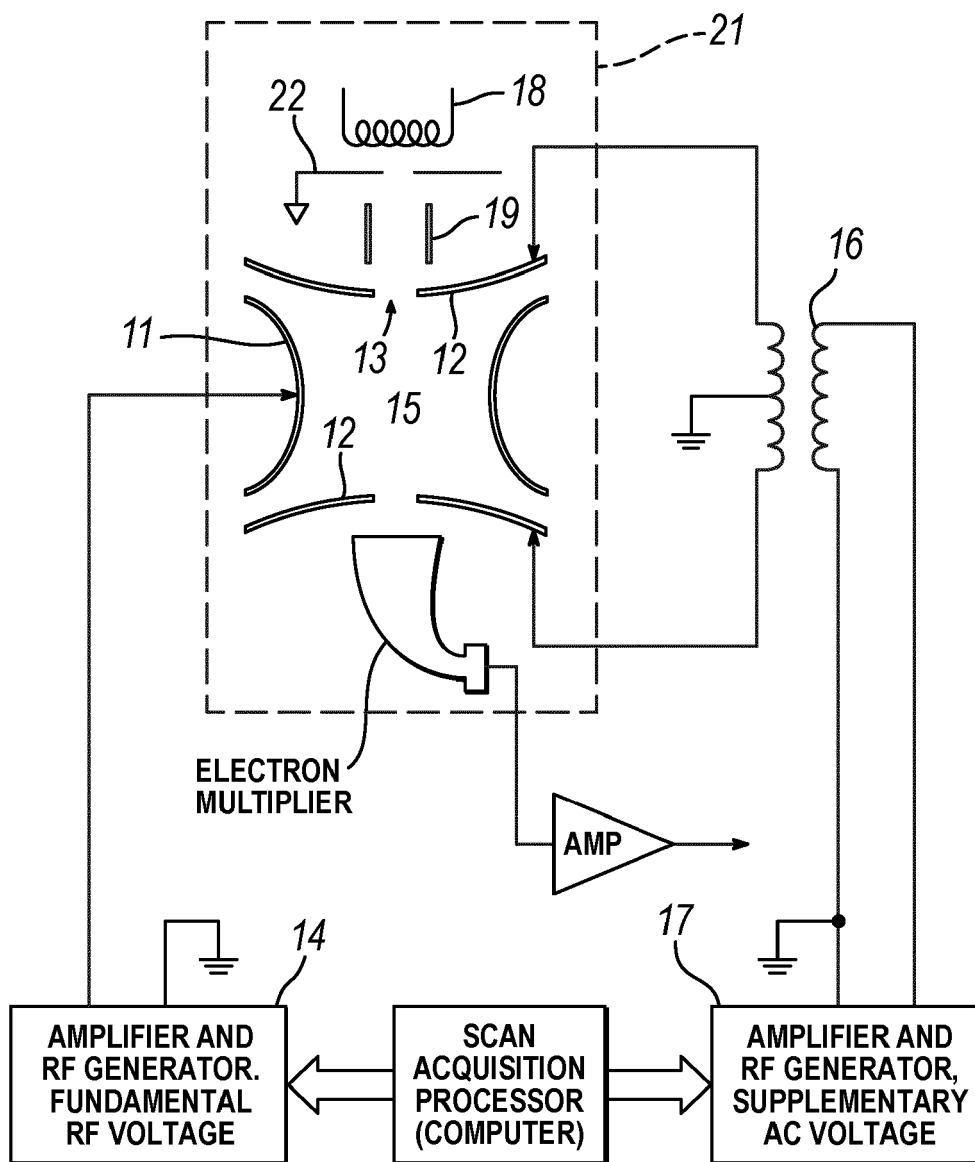 21
18
22
19
16
11
12
13
15
12
ELECTRON
MULTIPLIER
AMP
14
17
AMPLIFIER AND
RF GENERATOR.
FUNDAMENTAL
RF VOLTAGE
SCAN
ACQUISITION
PROCESSOR
(COMPUTER)
AMPLIFIER AND
RF GENERATOR,
SUPPLEMENTARY
AC VOLTAGE